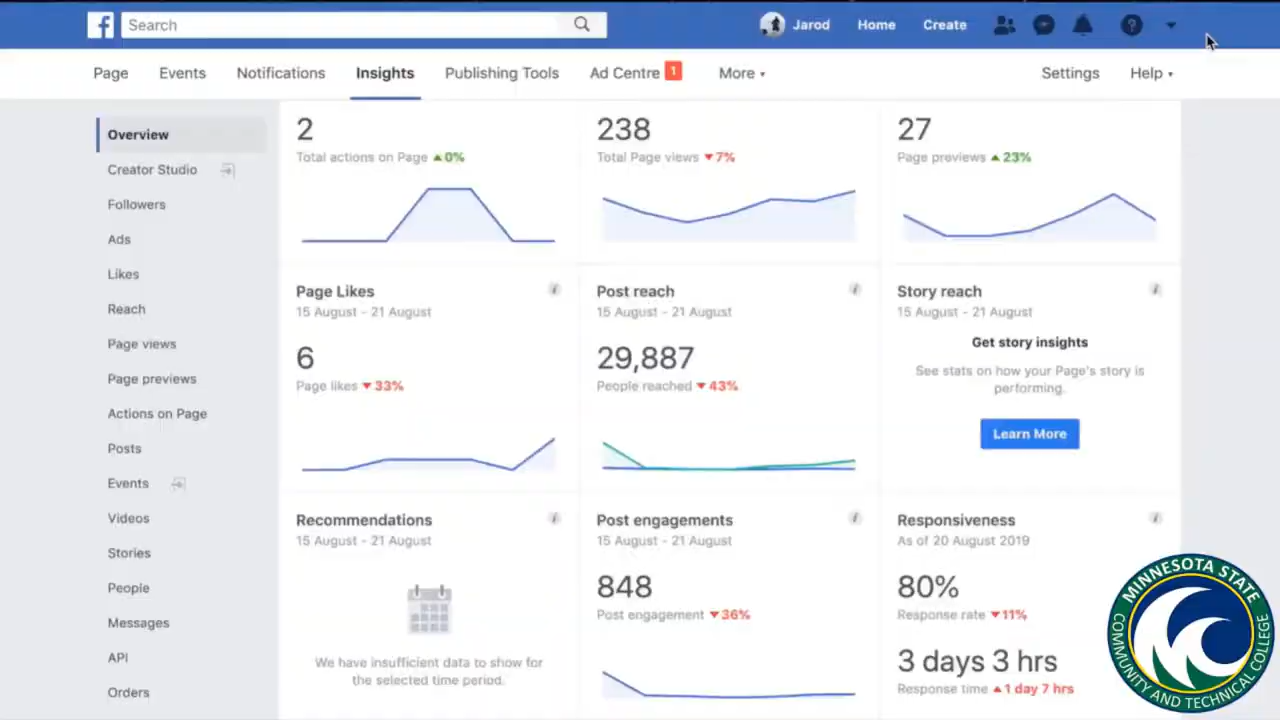 Search
Jarod
Home
Create
Page
Events
Notifications
Insights
Publishing Tools
Ad Centre 1
More
Settings
Help
Overview
Creator Studio
Followers
Ads
Likes
Reach
Page views
Page previews
Actions on Page
Posts
Events
Videos
Stories
People
Messages
API
Orders
2
Total actions on Page 0%
238
Total Page views 7%
27
Page previews 23%
Page Likes
15 August - 21 August
6
Page likes 33%
Post reach
15 August - 21 August
29,887
People reached 43%
Story reach
15 August - 21 August
Get story insights
See stats on how your Page's story is
performing.
Learn More
Recommendations
15 August - 21 August
We have insufficient data to show for
the selected time period.
Post engagements
15 August - 21 August
848
Post engagement 36%
Responsiveness
As of 20 August 2019
80%
Response rate 11%
3 days 3 hrs
Response time 1 day 7 hrs
MINNESOTA STATE
COMMUNITY AND TECHNICAL COLLEGE